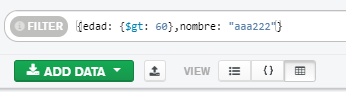 FILTER {edad: {$gt: 60},nombre: "aaa222"}
ADD DATA VIEW {}